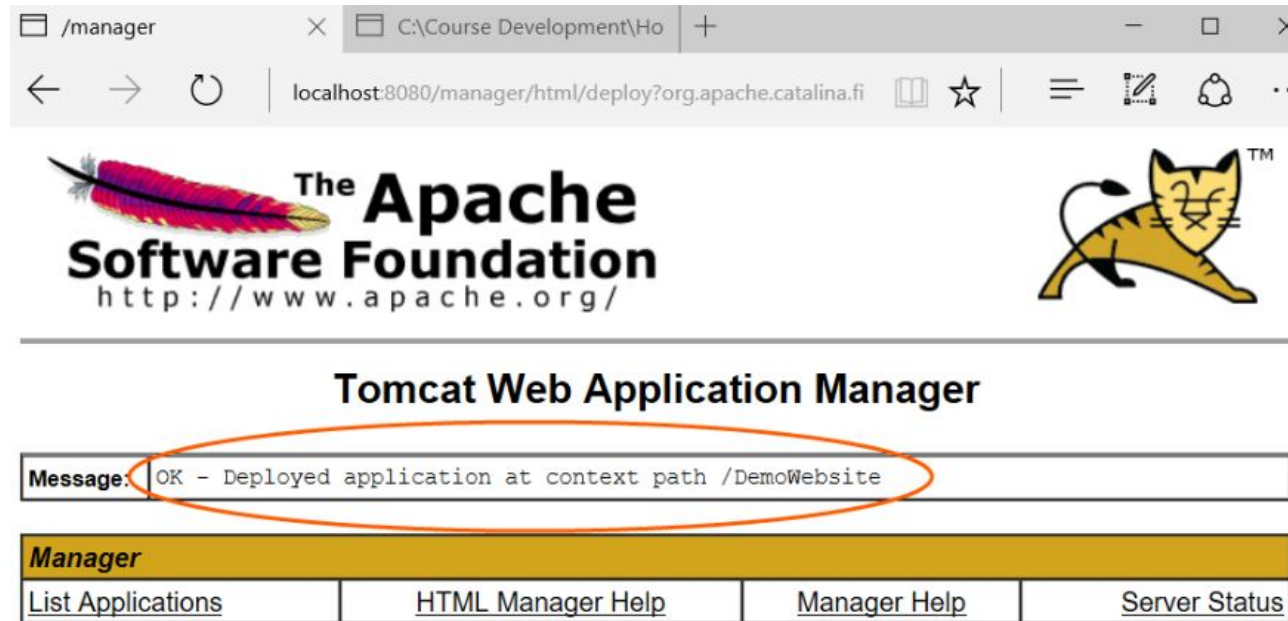 /manager
C:\Course Development\Ho
localhost:8080/manager/html/deploy?org.apache.catalina.fi
The Apache
Software Foundation
http://www.apache.org/
TM
Tomcat Web Application Manager
Message: OK - Deployed application at context path /DemoWebsite
Manager
List Applications HTML Manager Help Manager Help Server Status